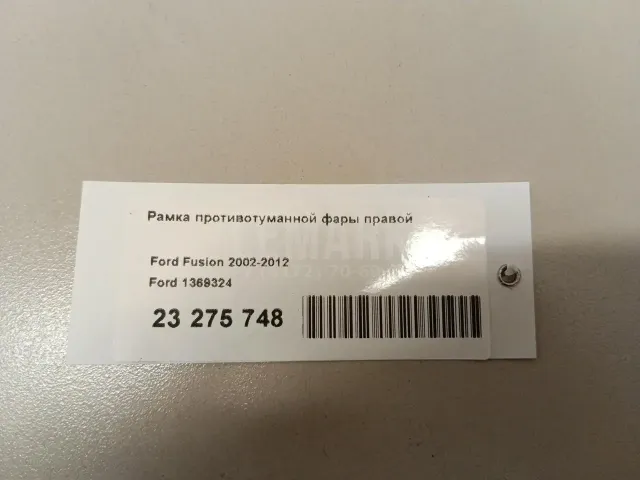 Рамка противотуманной фары правой
Ford Fusion 2002-2012
Ford 1369324
23 275 748